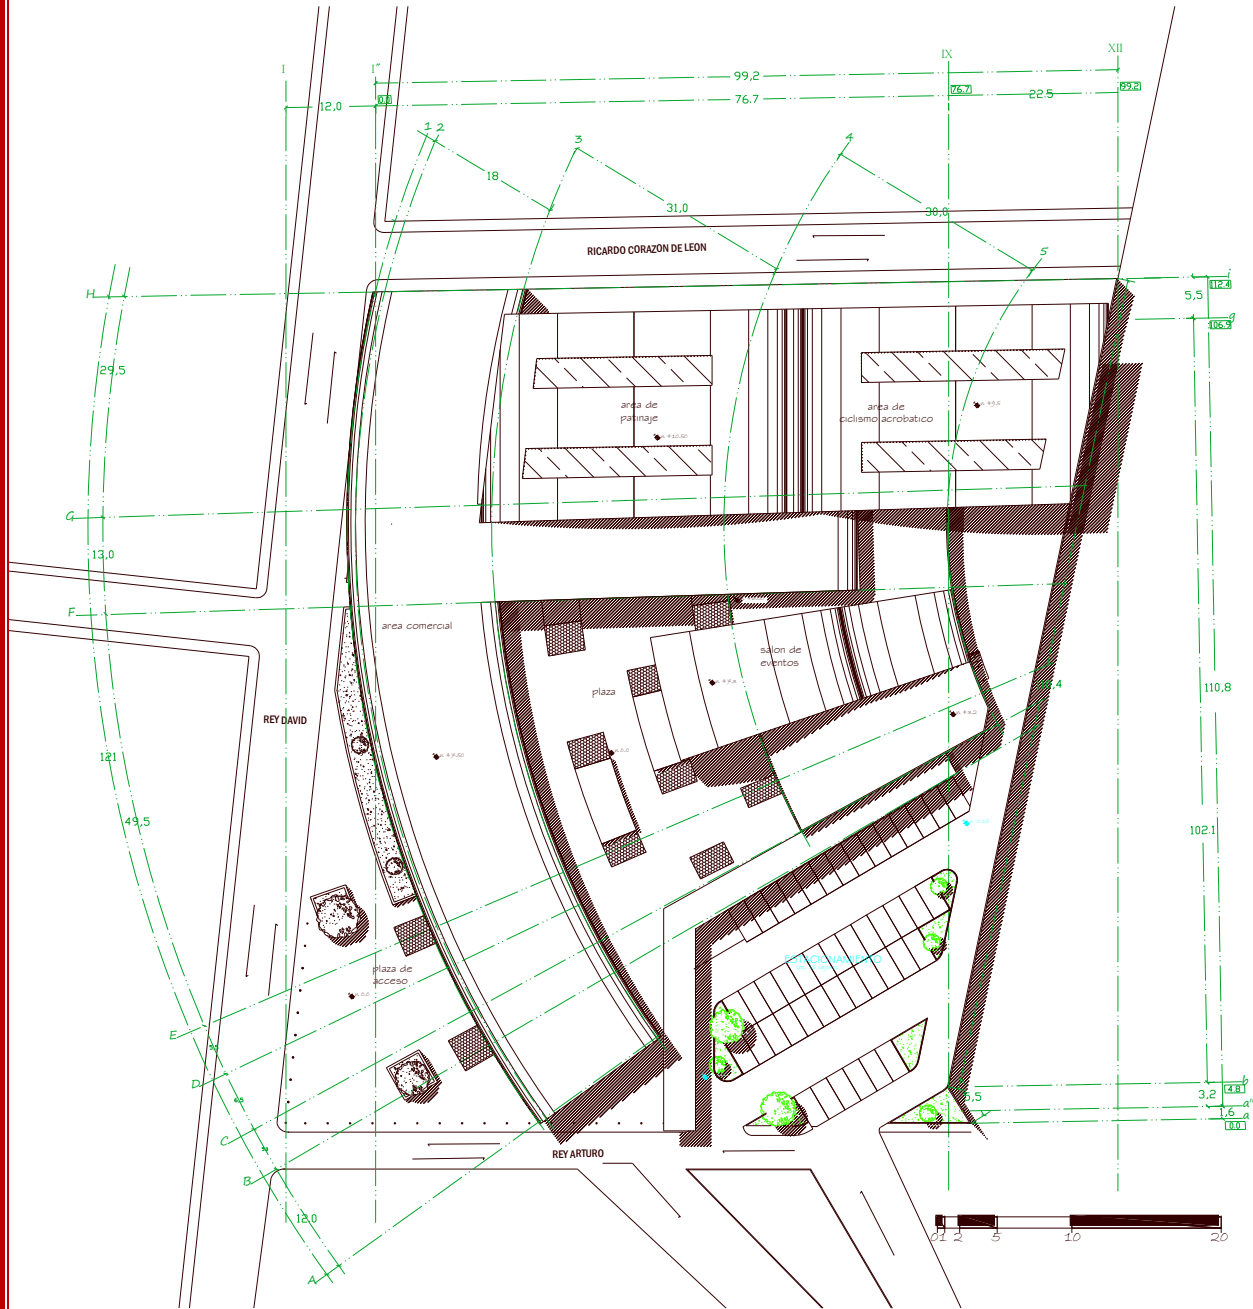 I
I"
IX
XII
99,2
12,0
0.0
76.7
76.7
22.5
99.2
1 2
3
4
18
31,0
30,0
5
RICARDO CORAZON DE LEON
H
i
112.4
5,5
g
106.9
29,5
area de
patinaje
area de
ciclismo acrobatico
G
13,0
F
area comercial
salon de
eventos
plaza
110,8
REY DAVID
121
49,5
102.1
ESTACIONAMIENTO
plaza de
acceso
E
D
C
B
A
12.0
b
4.8
3,2
a"
1,6
a
0.0
5,5
REY ARTURO
0 1 2 5 10 20